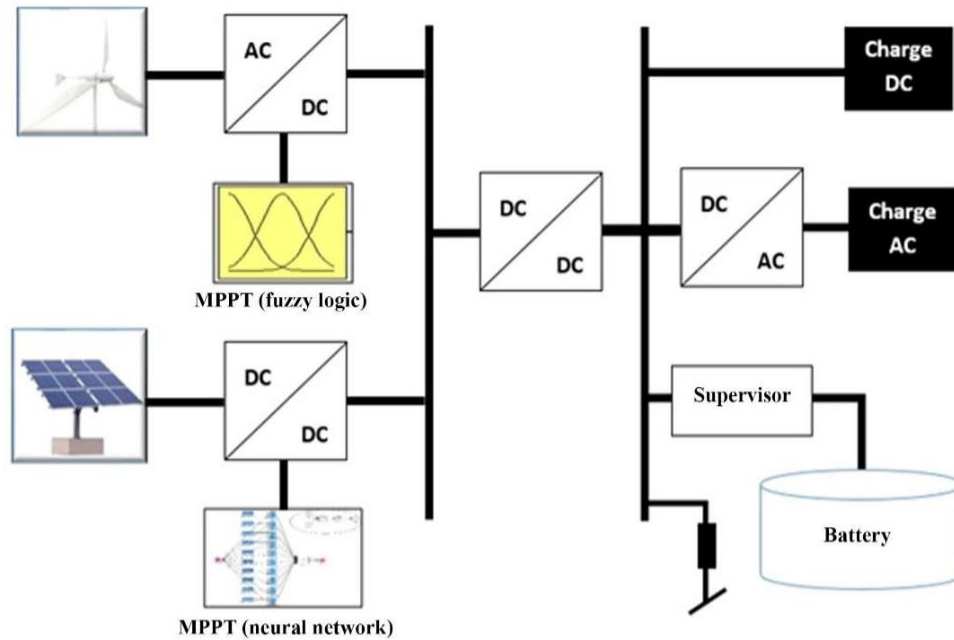 AC
DC
MPPT (fuzzy logic)
DC
DC
MPPT (neural network)
DC
DC
Charge
DC
DC
AC
Charge
AC
Supervisor
Battery